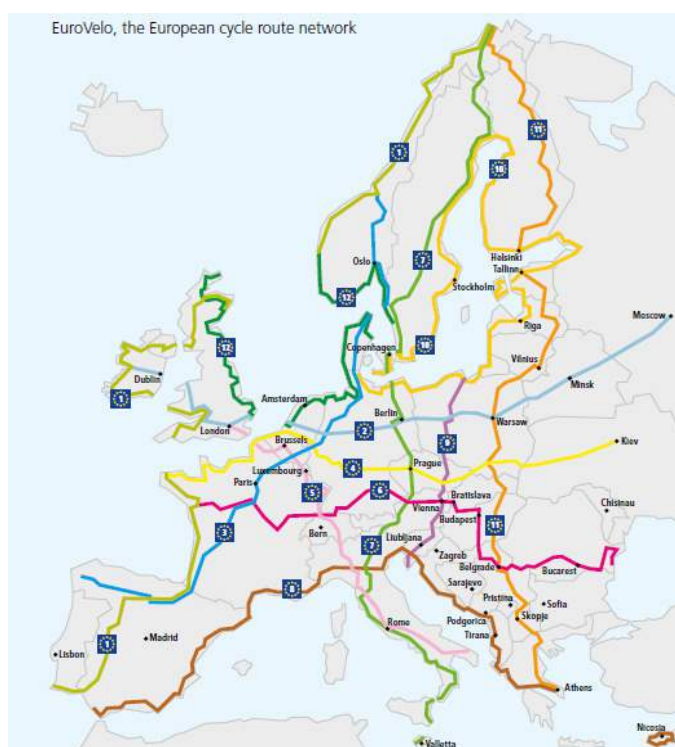 EuroVelo, the European cycle route network
1
11
10
7
Oslo
Helsinki
Tallinn
12
Stockholm
12
10
Riga
Moscow
Copenhagen
Dublin
Vilnius
Minsk
1
Amsterdam
Berlin
London
2
9
Warsaw
Brussels
Kiev
Luxembourg
4
Prague
Paris
5
6
Vienna
Bratislava
Chisinau
Budapest
11
3
Bern
7
Ljubljana
Zagreb
Belgrade
Bucarest
8
Sarajevo
Pristina
Sofia
Rome
Podgorica
Skopje
1
Madrid
Tirana
Lisbon
Athens
Nicosia
Valletta